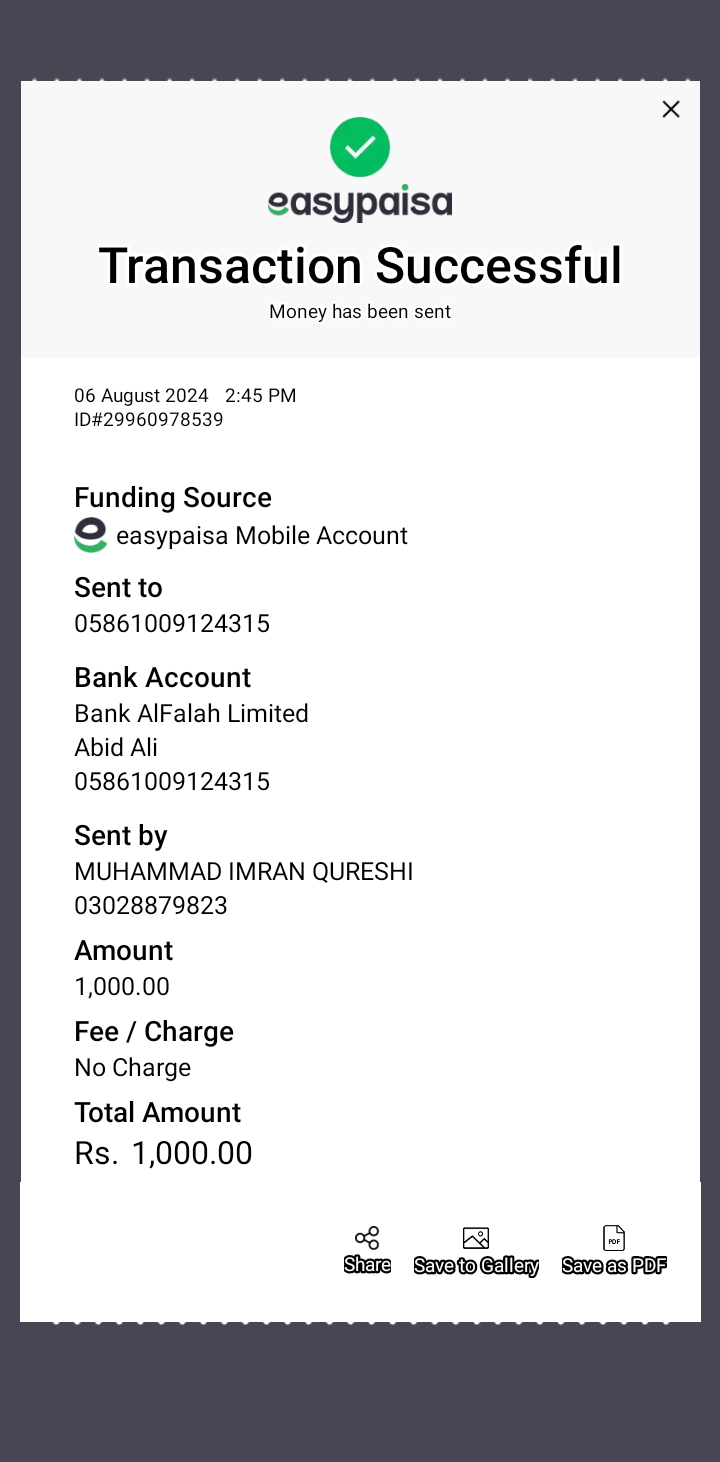 easypaisa
Transaction Successful
Money has been sent
06 August 2024 2:45 PM
ID#29960978539
Funding Source
easypaisa Mobile Account
Sent to
05861009124315
Bank Account
Bank AlFalah Limited
Abid Ali
05861009124315
Sent by
MUHAMMAD IMRAN QURESHI
03028879823
Amount
1,000.00
Fee / Charge
No Charge
Total Amount
Rs. 1,000.00
PDF
Share Save to Gallery Save as PDF